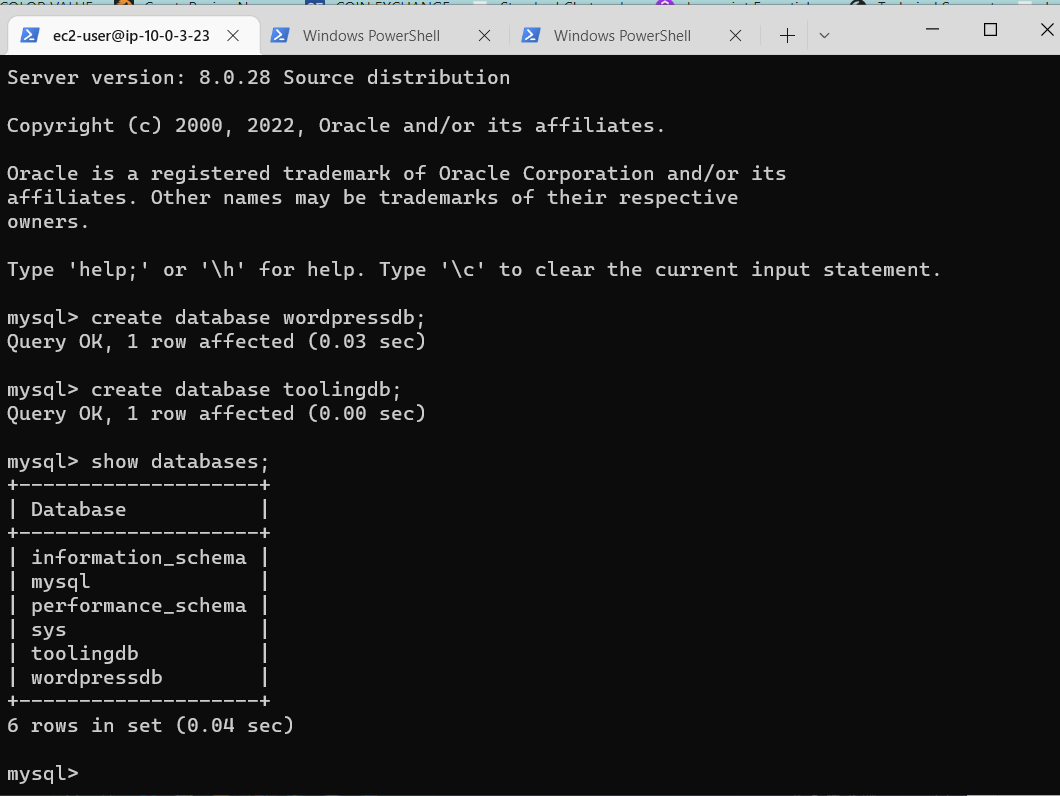 ec2-user@ip-10-0-3-23 Windows PowerShell Windows PowerShell
Server version: 8.0.28 Source distribution
Copyright (c) 2000, 2022, Oracle and/or its affiliates.
Oracle is a registered trademark of Oracle Corporation and/or its
affiliates. Other names may be trademarks of their respective
owners.
Type 'help;' or '\h' for help. Type '\c' to clear the current input statement.
mysql> create database wordpressdb;
Query OK, 1 row affected (0.03 sec)
mysql> create database toolingdb;
Query OK, 1 row affected (0.00 sec)
mysql> show databases;
+--------------------+
| Database           |
+--------------------+
| information_schema |
| mysql              |
| performance_schema |
| sys                |
| toolingdb          |
| wordpressdb        |
+--------------------+
6 rows in set (0.04 sec)
mysql>